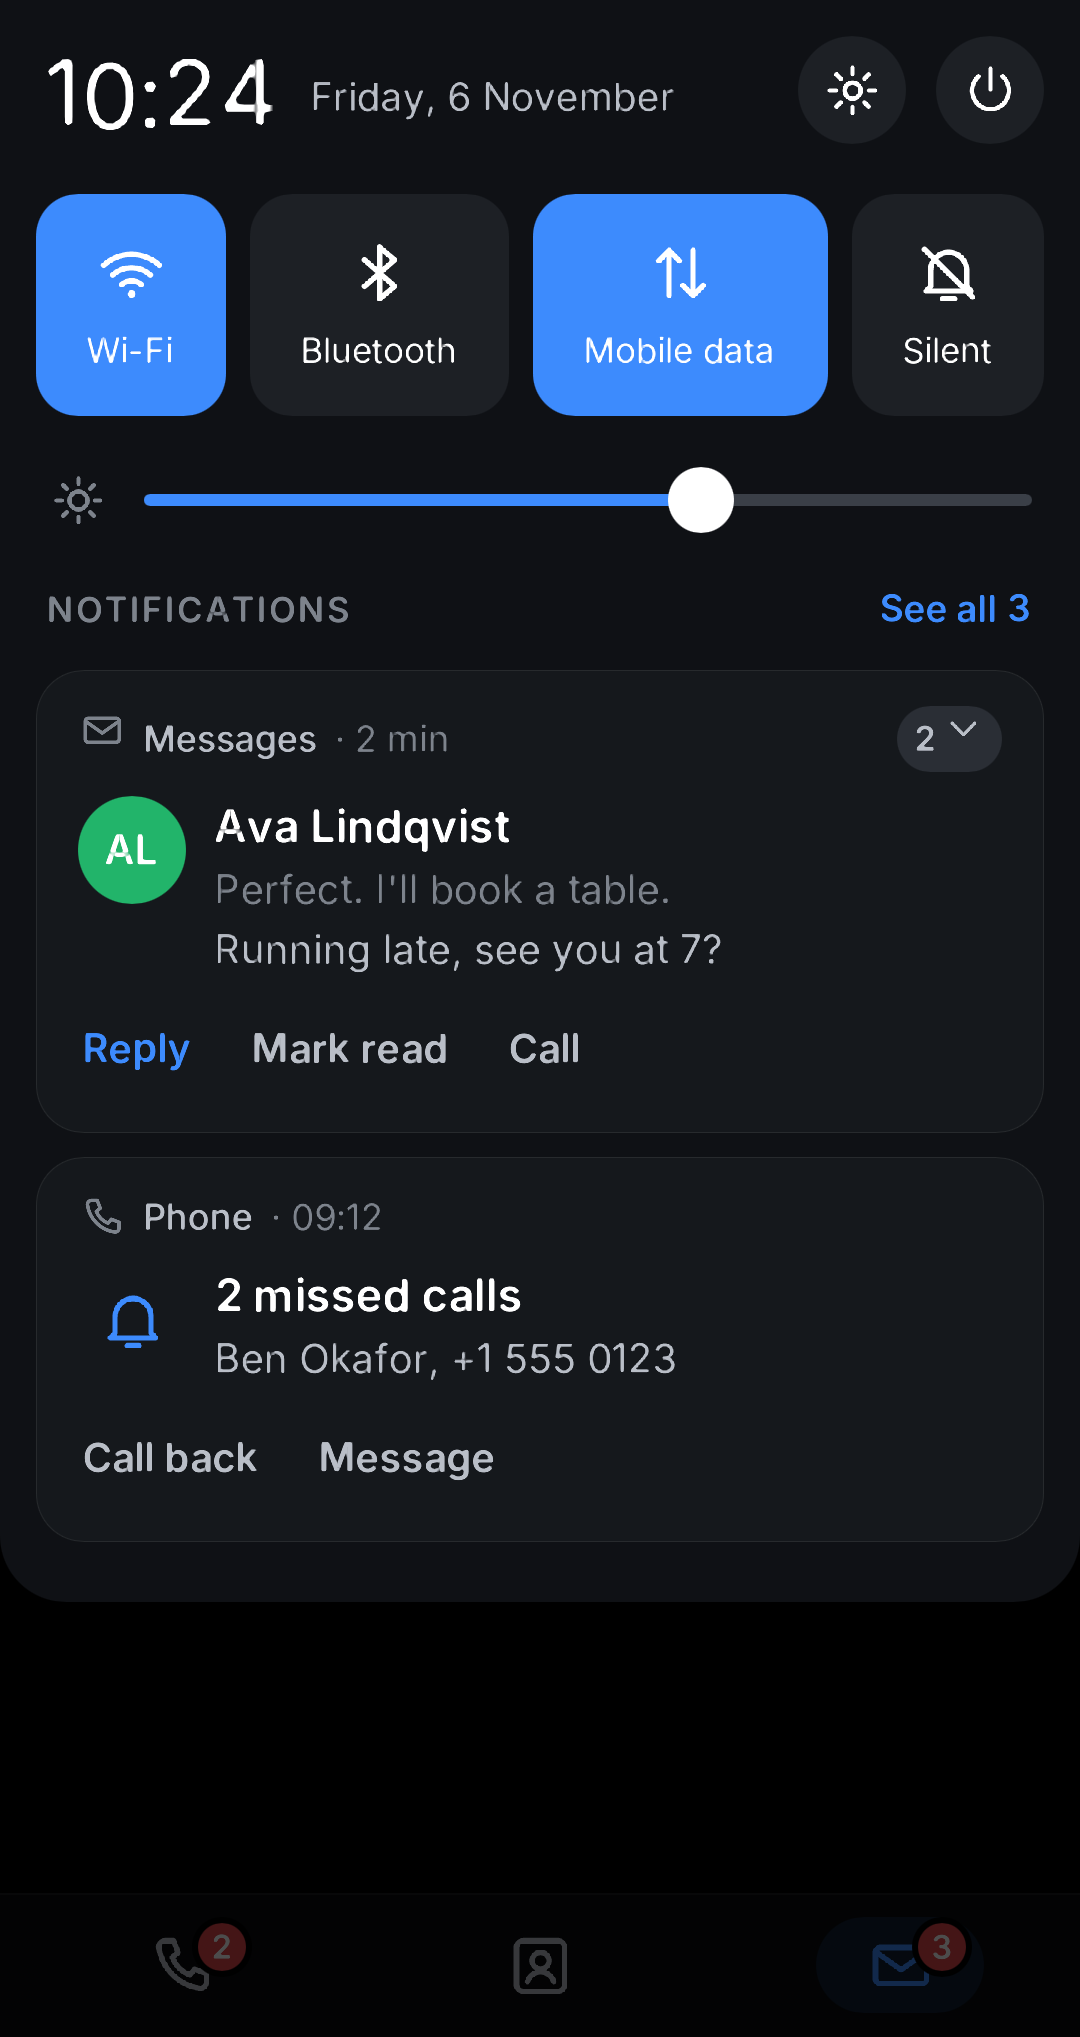 10:24 Friday, 6 November
Wi-Fi Bluetooth Mobile data Silent
NOTIFICATIONS See all 3
Messages · 2 min 2
AL Ava Lindqvist
Perfect. I'll book a table.
Running late, see you at 7?
Reply Mark read Call
Phone · 09:12
2 missed calls
Ben Okafor, +1 555 0123
Call back Message
2 3